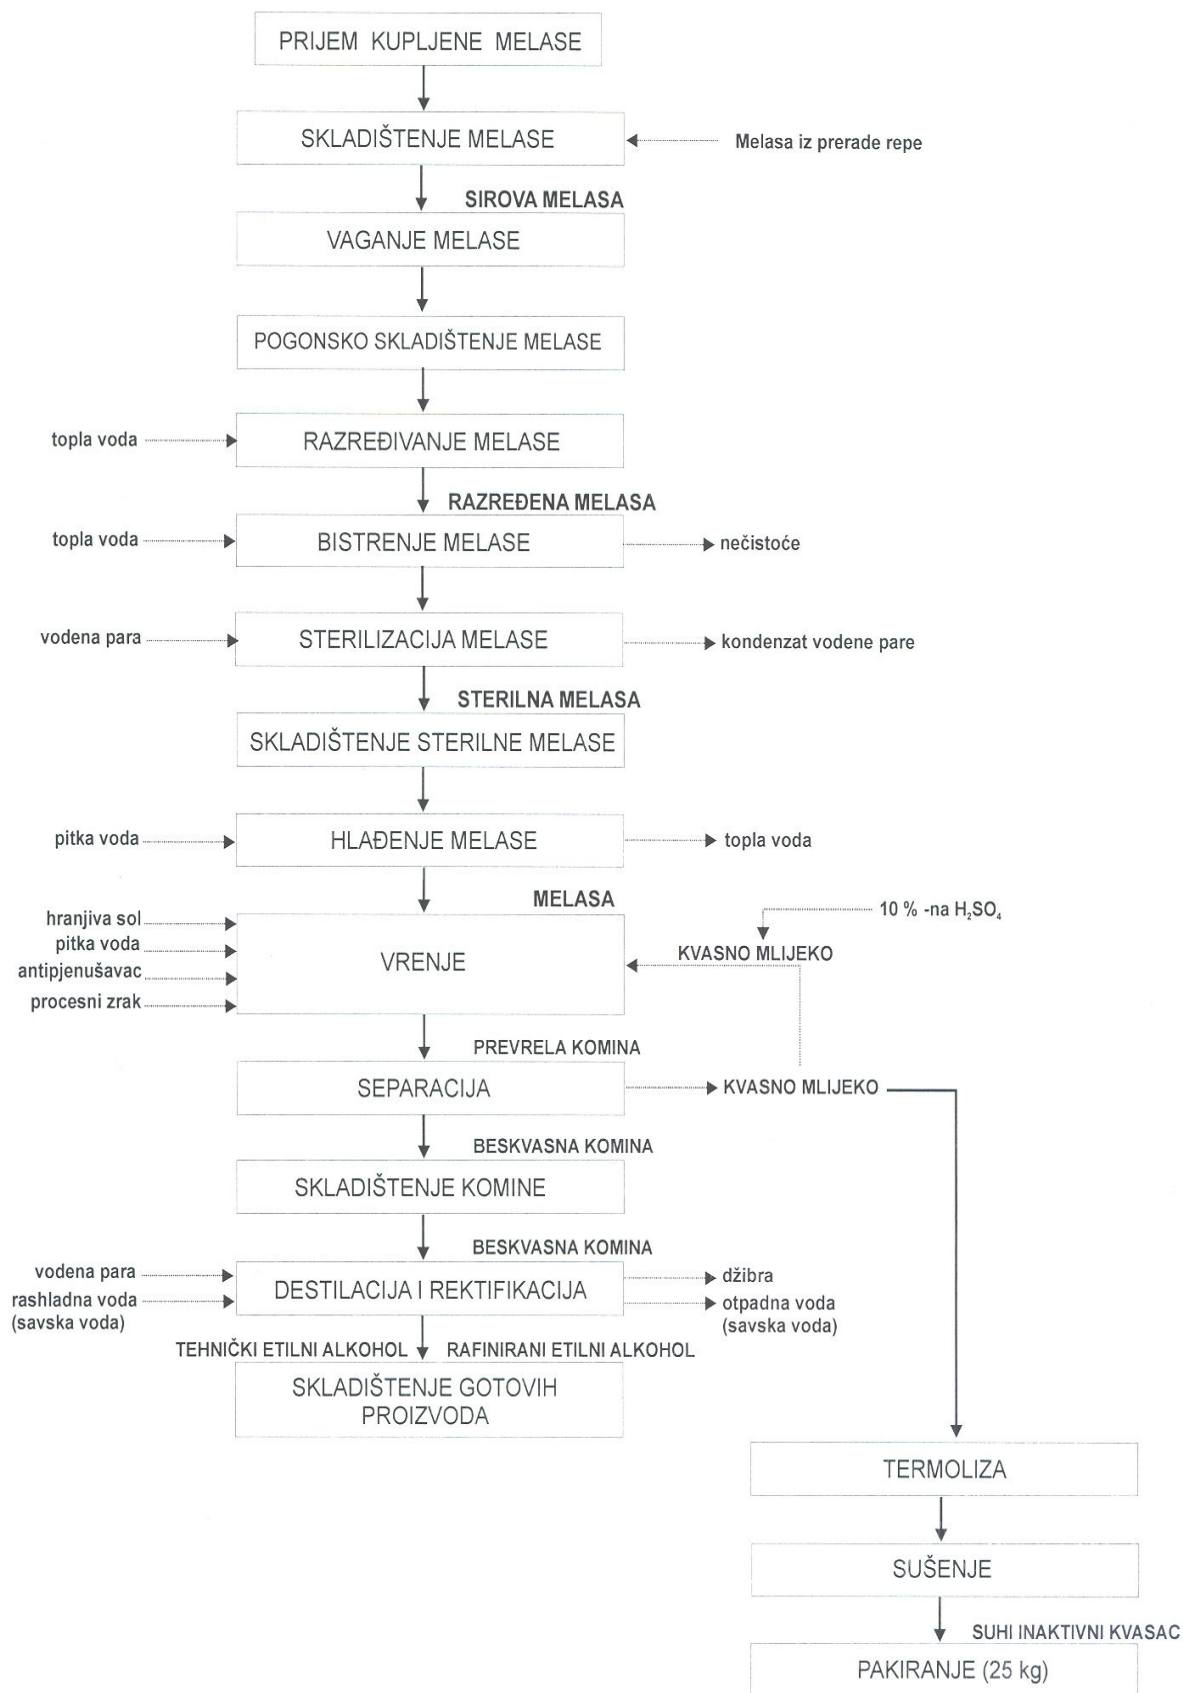 PRIJEM KUPLJENE MELASE
SKLADIŠTENJE MELASE
Melasa iz prerade repe
SIROVA MELASA
VAGANJE MELASE
POGONSKO SKLADIŠTENJE MELASE
topla voda
RAZREĐIVANJE MELASE
RAZREĐENA MELASA
topla voda
BISTRENJE MELASE
nečistoće
vodena para
STERILIZACIJA MELASE
kondenzat vodene pare
STERILNA MELASA
SKLADIŠTENJE STERILNE MELASE
pitka voda
HLAĐENJE MELASE
topla voda
MELASA
hranjiva sol
pitka voda
antipjenušavac
procesni zrak
VRENJE
10 % -na H₂SO₄
KVASNO MLIJEKO
PREVRELA KOMINA
SEPARACIJA
KVASNO MLIJEKO
BESKVASNA KOMINA
SKLADIŠTENJE KOMINE
BESKVASNA KOMINA
vodena para
rashladna voda
(savska voda)
DESTILACIJA I REKTIFIKACIJA
džibra
otpadna voda
(savska voda)
TEHNIČKI ETILNI ALKOHOL
RAFINIRANI ETILNI ALKOHOL
SKLADIŠTENJE GOTOVIH
PROIZVODA
TERMOLIZA
SUŠENJE
SUHI INAKTIVNI KVASAC
PAKIRANJE (25 kg)